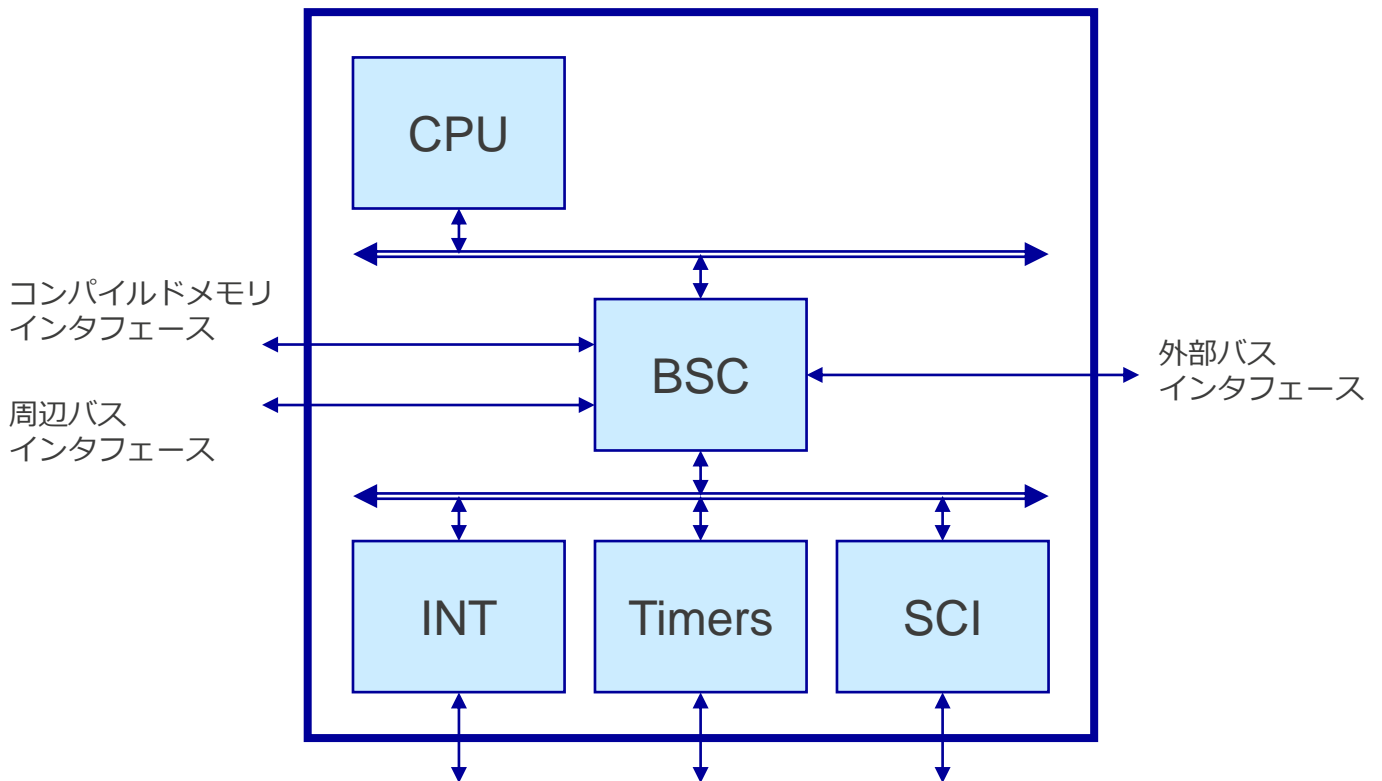 CPU
コンパイルドメモリ
インタフェース
BSC
外部バス
インタフェース
周辺バス
インタフェース
INT
Timers
SCI